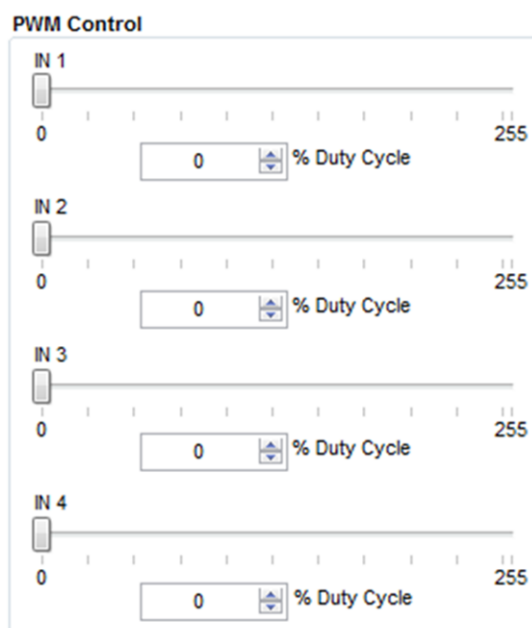 PWM Control
IN 1
0 255
0 % Duty Cycle
IN 2
0 255
0 % Duty Cycle
IN 3
0 255
0 % Duty Cycle
IN 4
0 255
0 % Duty Cycle